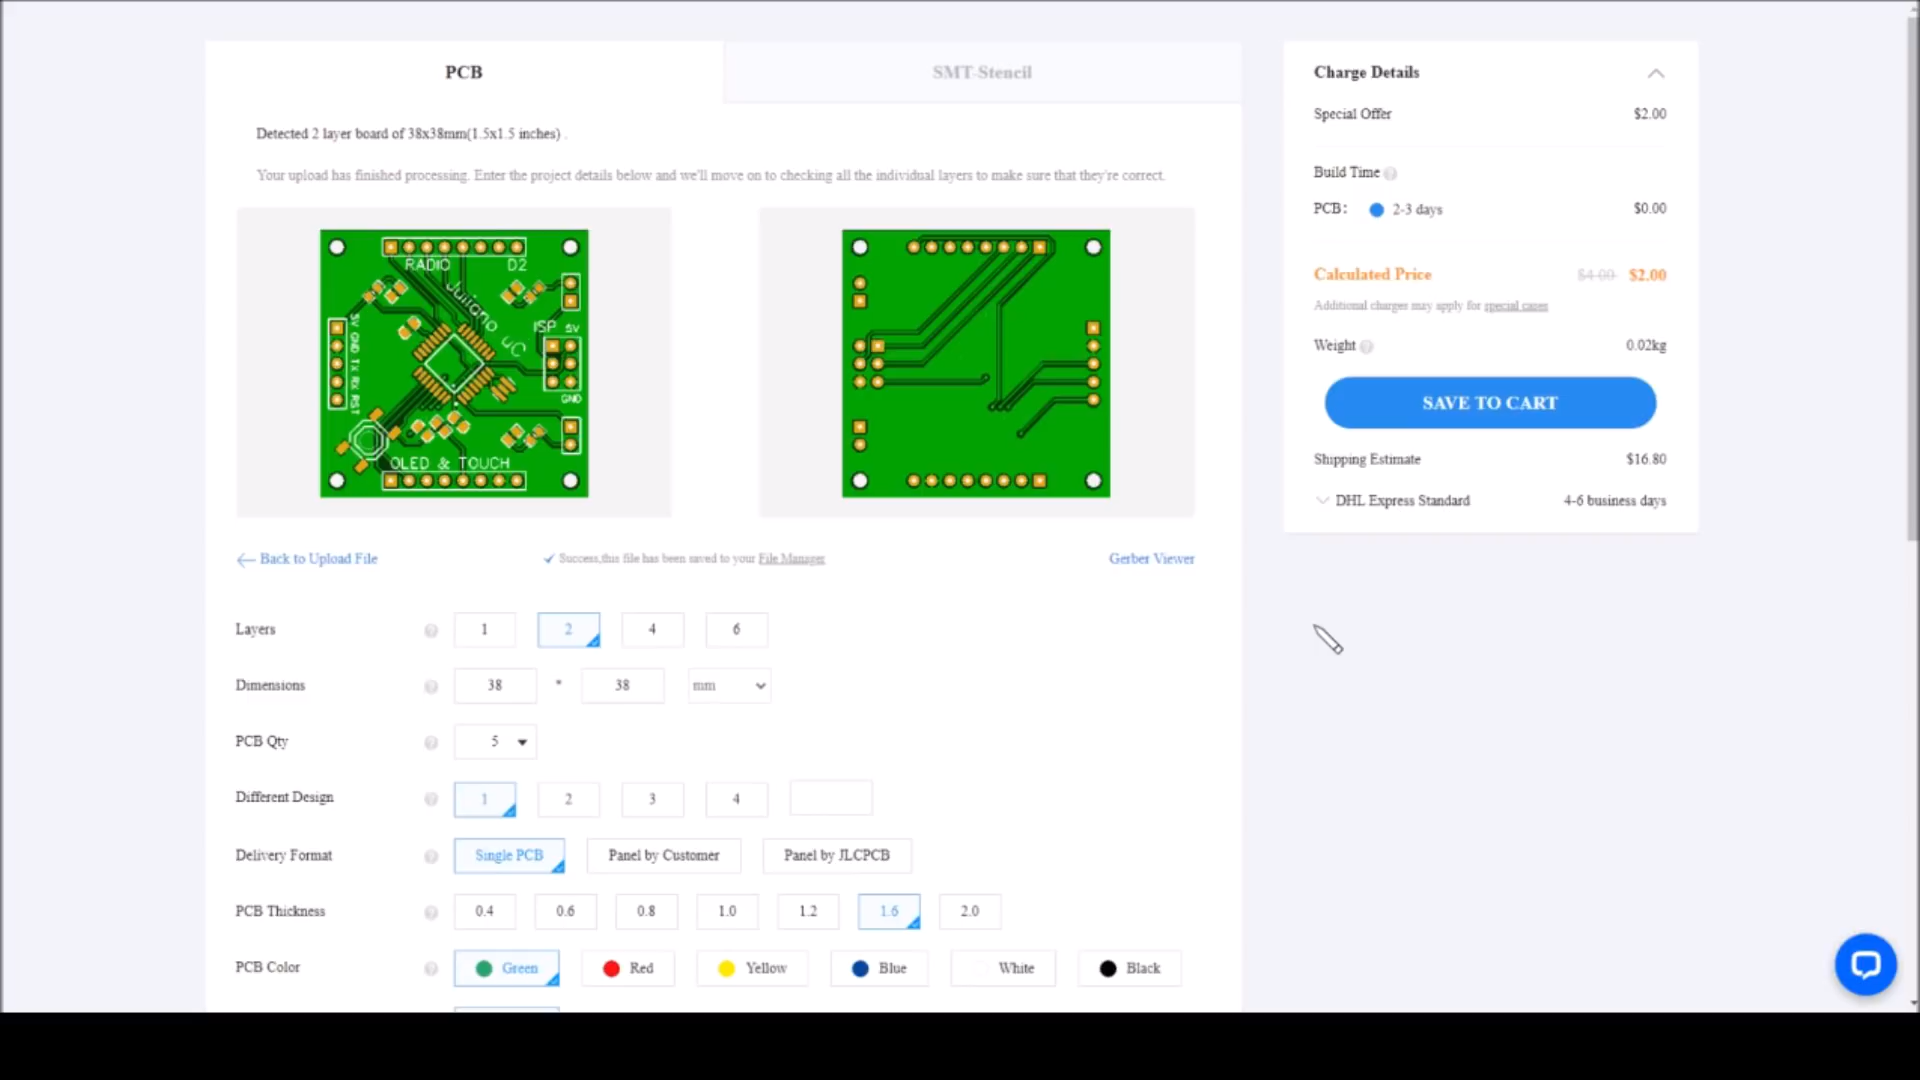 PCB
SMT-Stencil
Detected 2 layer board of 38x38mm(1.5x1.5 inches) .
Your upload has finished processing. Enter the project details below and we'll move on to checking all the individual layers to make sure that they're correct.
RADIO D2
Juliano
uC
ISP 5V
5V GND TX RX RST
GND
OLED & TOUCH
Back to Upload File
Success,this file has been saved to your File Manager
Gerber Viewer
Layers ? 1 2 4 6
Dimensions ? 38 * 38 mm
PCB Qty ? 5
Different Design ? 1 2 3 4
Delivery Format ? Single PCB Panel by Customer Panel by JLCPCB
PCB Thickness ? 0.4 0.6 0.8 1.0 1.2 1.6 2.0
PCB Color ? Green Red Yellow Blue White Black
Charge Details
Special Offer $2.00
Build Time ?
PCB: 2-3 days $0.00
Calculated Price $4.00 $2.00
Additional charges may apply for special cases
Weight ? 0.02kg
SAVE TO CART
Shipping Estimate $16.80
DHL Express Standard 4-6 business days